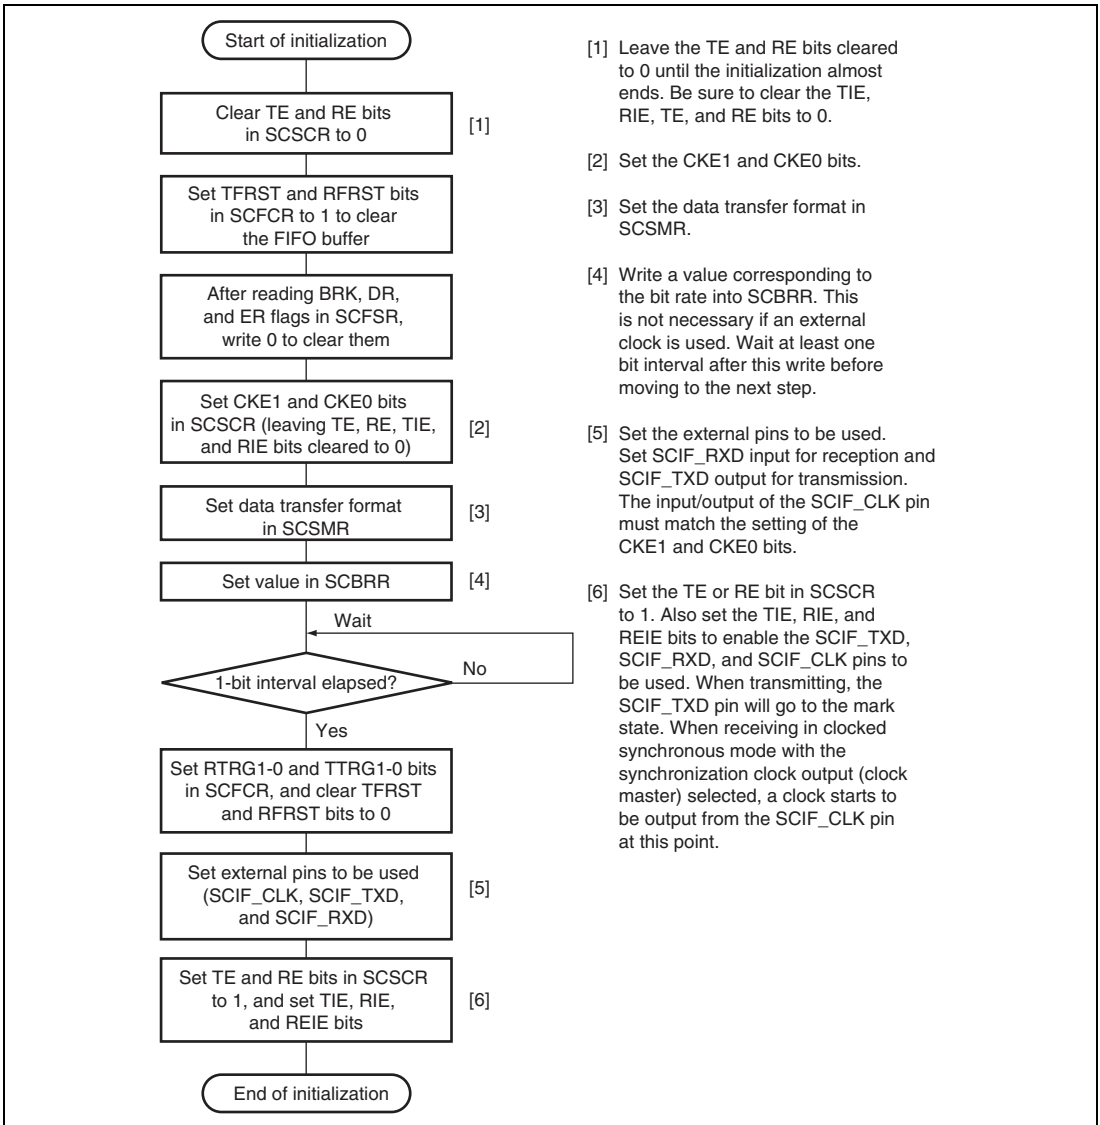 Start of initialization
Clear TE and RE bits
in SCSCR to 0
[1]
Set TFRST and RFRST bits
in SCFCR to 1 to clear
the FIFO buffer
After reading BRK, DR,
and ER flags in SCFSR,
write 0 to clear them
Set CKE1 and CKE0 bits
in SCSCR (leaving TE, RE, TIE,
and RIE bits cleared to 0)
[2]
Set data transfer format
in SCSMR
[3]
Set value in SCBRR
[4]
Wait
1-bit interval elapsed?
No
Yes
Set RTRG1-0 and TTRG1-0 bits
in SCFCR, and clear TFRST
and RFRST bits to 0
Set external pins to be used
(SCIF_CLK, SCIF_TXD,
and SCIF_RXD)
[5]
Set TE and RE bits in SCSCR
to 1, and set TIE, RIE,
and REIE bits
[6]
End of initialization
[1] Leave the TE and RE bits cleared
to 0 until the initialization almost
ends. Be sure to clear the TIE,
RIE, TE, and RE bits to 0.
[2] Set the CKE1 and CKE0 bits.
[3] Set the data transfer format in
SCSMR.
[4] Write a value corresponding to
the bit rate into SCBRR. This
is not necessary if an external
clock is used. Wait at least one
bit interval after this write before
moving to the next step.
[5] Set the external pins to be used.
Set SCIF_RXD input for reception and
SCIF_TXD output for transmission.
The input/output of the SCIF_CLK pin
must match the setting of the
CKE1 and CKE0 bits.
[6] Set the TE or RE bit in SCSCR
to 1. Also set the TIE, RIE, and
REIE bits to enable the SCIF_TXD,
SCIF_RXD, and SCIF_CLK pins to
be used. When transmitting, the
SCIF_TXD pin will go to the mark
state. When receiving in clocked
synchronous mode with the
synchronization clock output (clock
master) selected, a clock starts to
be output from the SCIF_CLK pin
at this point.